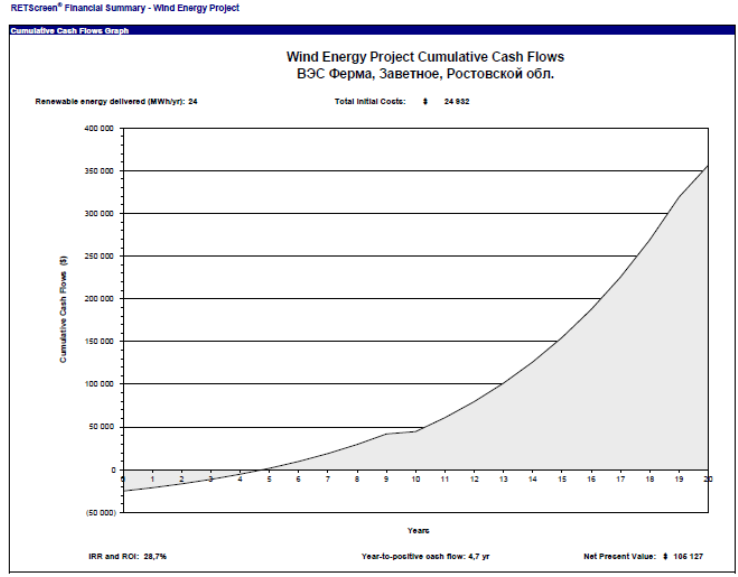 RETScreen® Financial Summary - Wind Energy Project
Cumulative Cash Flows Graph
Wind Energy Project Cumulative Cash Flows
ВЭС Ферма, Заветное, Ростовской обл.
Renewable energy delivered (MWh/yr): 24 Total Initial Costs: $ 24 932
400 000
350 000
300 000
250 000
200 000
150 000
100 000
50 000
0
(50 000)
Cumulative Cash Flows ($)
0 1 2 3 4 5 6 7 8 9 10 11 12 13 14 15 16 17 18 19 20
Years
IRR and ROI: 28,7% Year-to-positive cash flow: 4,7 yr Net Present Value: $ 106 127